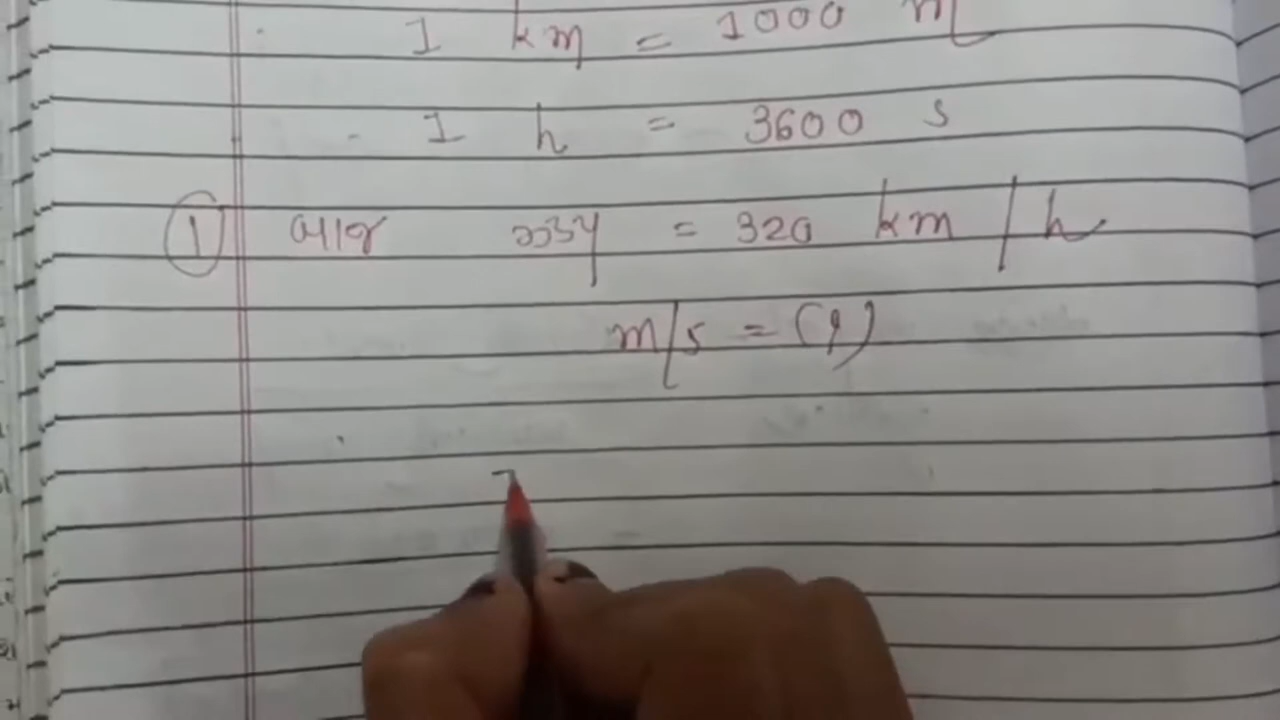 1 km = 1000 m
1 h = 3600 s
① બાજ ઝડપ = 320 km / h
m/s = (?)